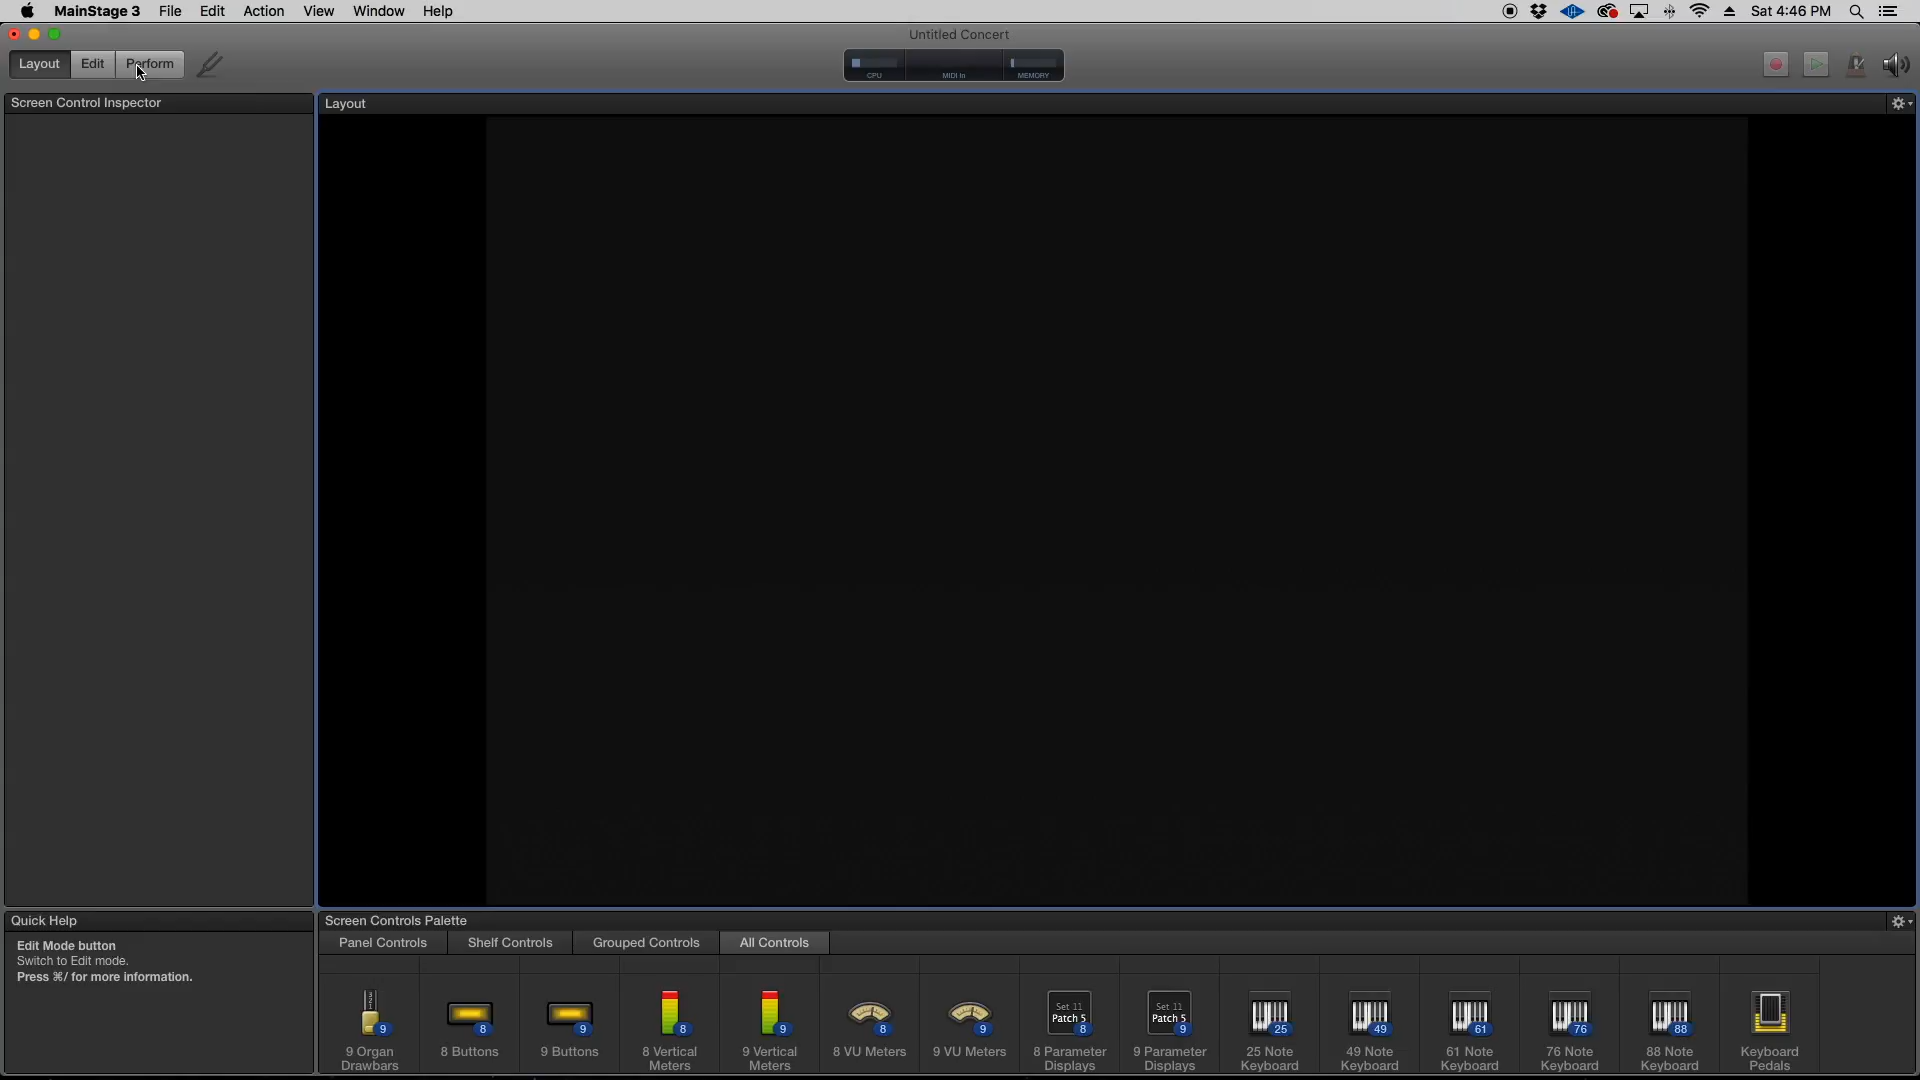 MainStage 3 File Edit Action View Window Help Sat 4:46 PM
Untitled Concert
Layout Edit Perform
CPU MIDI In MEMORY
Screen Control Inspector
Layout
Quick Help
Edit Mode button
Switch to Edit mode.
Press ⌘/ for more information.
Screen Controls Palette
Panel Controls Shelf Controls Grouped Controls All Controls
9
9 Organ
Drawbars
8
8 Buttons
9
9 Buttons
8
8 Vertical
Meters
9
9 Vertical
Meters
8
8 VU Meters
9
9 VU Meters
Set 11
Patch 5
8
8 Parameter
Displays
Set 11
Patch 5
9
9 Parameter
Displays
25
25 Note
Keyboard
49
49 Note
Keyboard
61
61 Note
Keyboard
76
76 Note
Keyboard
88
88 Note
Keyboard
Keyboard
Pedals